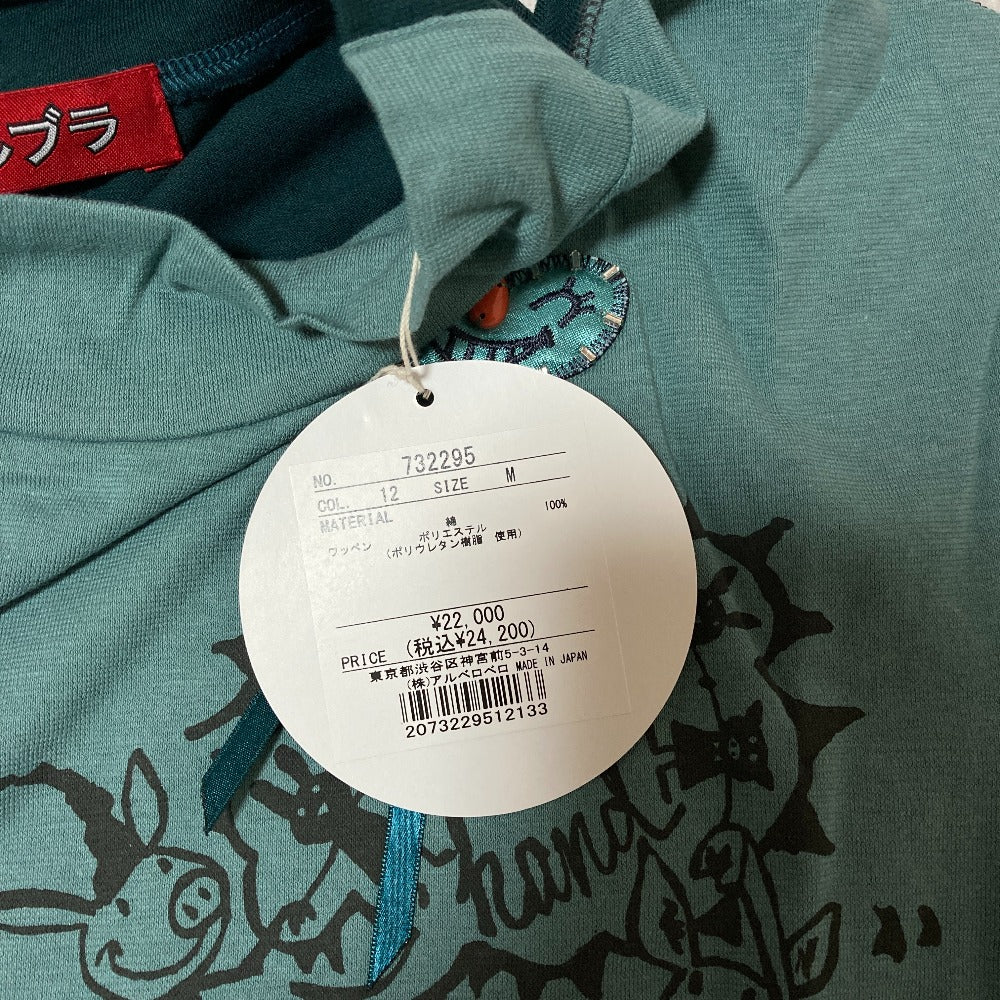 ルブラ
NO. 732295
COL. 12 SIZE M
MATERIAL 綿 100%
ワッペン ポリエステル
(ポリウレタン樹脂 使用)
¥22,000
PRICE (税込¥24,200)
東京都渋谷区神宮前5-3-14
(株)アルベロベロ MADE IN JAPAN
2073229512133
hand